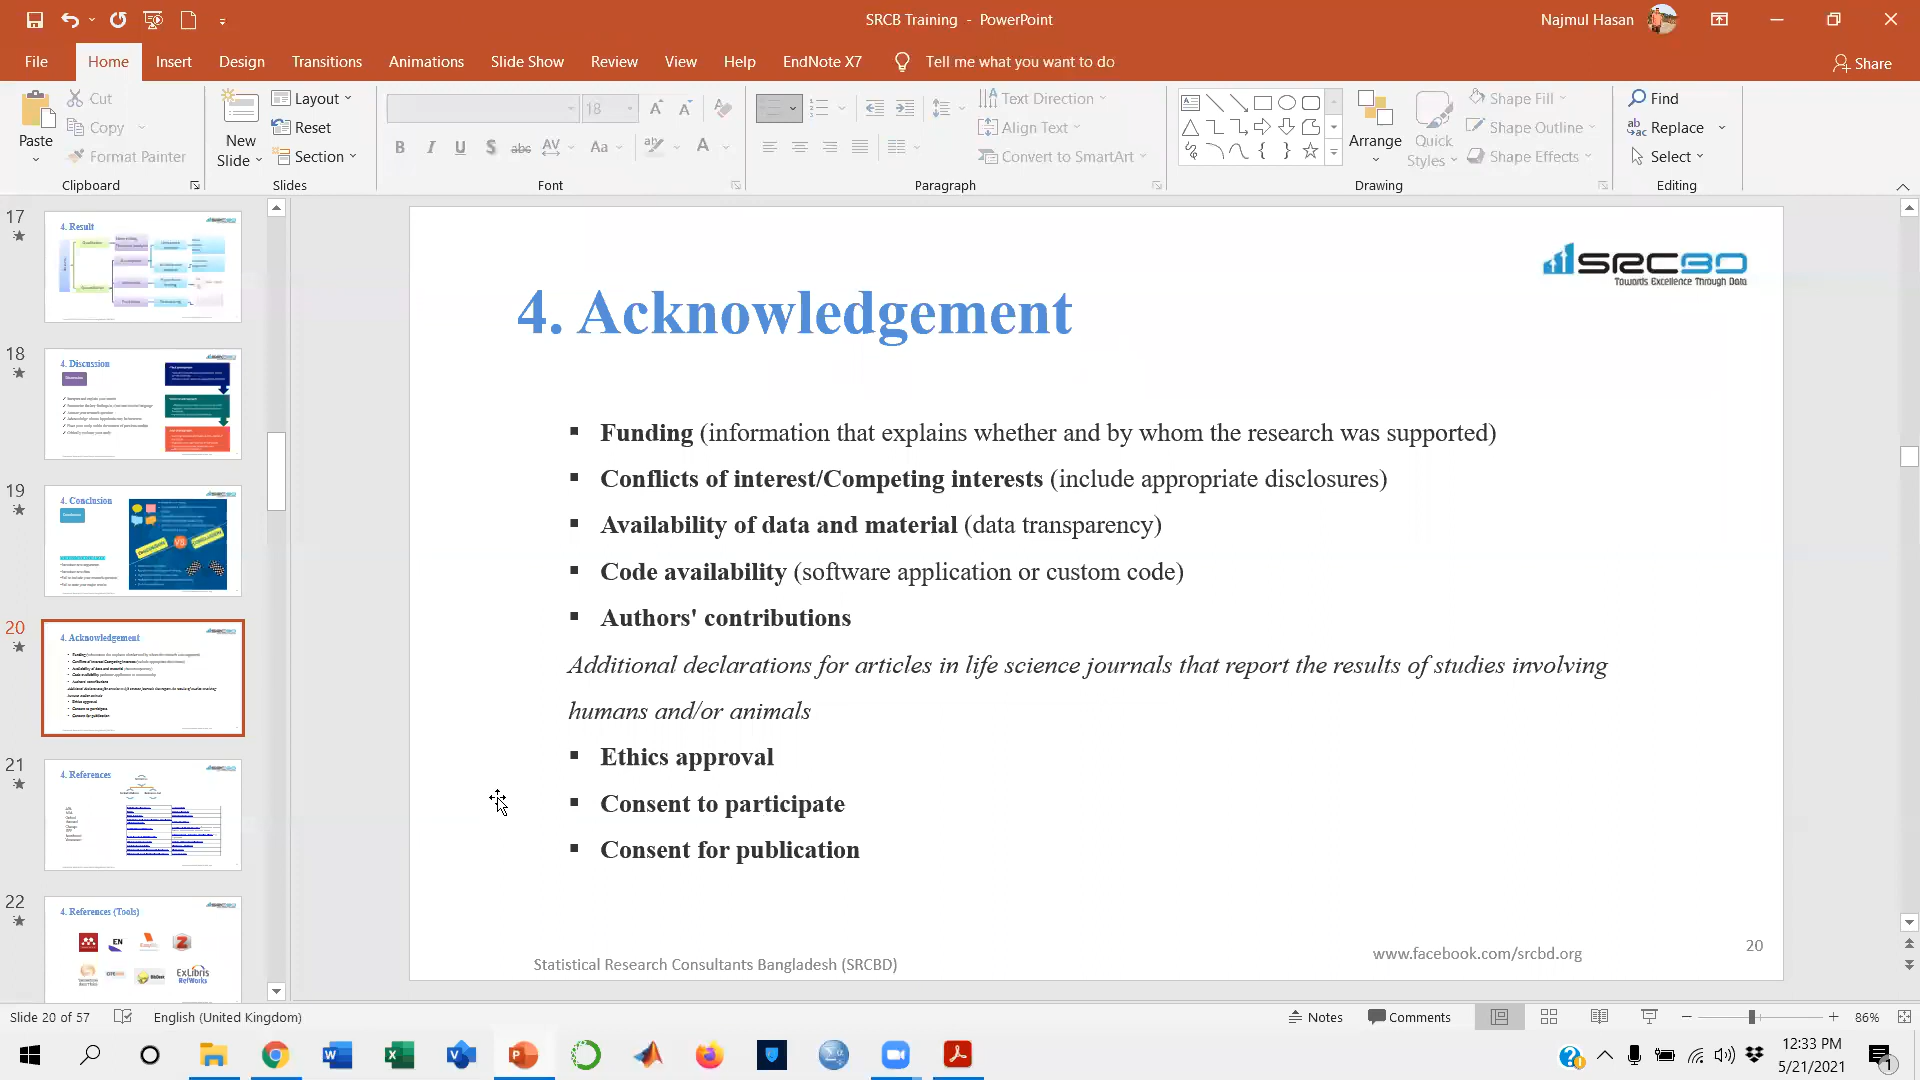 SRCB Training - PowerPoint
Najmul Hasan
File Home Insert Design Transitions Animations Slide Show Review View Help EndNote X7 Tell me what you want to do Share
Paste
Cut
Copy
Format Painter
Clipboard
New Slide
Layout
Reset
Section
Slides
18
Font
Text Direction
Align Text
Convert to SmartArt
Paragraph
Arrange
Quick Styles
Shape Fill
Shape Outline
Shape Effects
Drawing
Find
Replace
Select
Editing
17
4. Result
18
4. Discussion
19
4. Conclusion
20
4. Acknowledgement
21
4. References
22
4. References (Tools)
SRCBD
Towards Excellence Through Data
4. Acknowledgement
▪ Funding (information that explains whether and by whom the research was supported)
▪ Conflicts of interest/Competing interests (include appropriate disclosures)
▪ Availability of data and material (data transparency)
▪ Code availability (software application or custom code)
▪ Authors' contributions
Additional declarations for articles in life science journals that report the results of studies involving
humans and/or animals
▪ Ethics approval
▪ Consent to participate
▪ Consent for publication
Statistical Research Consultants Bangladesh (SRCBD)
www.facebook.com/srcbd.org
20
Slide 20 of 57
English (United Kingdom)
Notes
Comments
86%
12:33 PM
5/21/2021
1